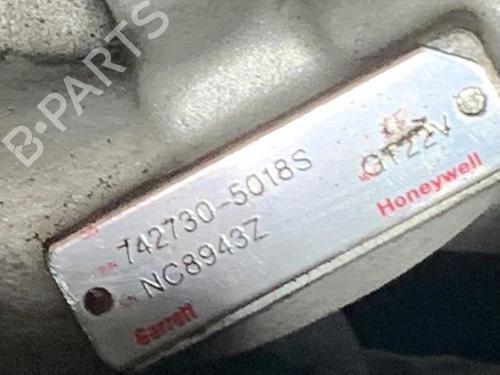 P/N 742730-5018S GT22V
S/N NC8943Z Honeywell
Garrett
B-PARTS